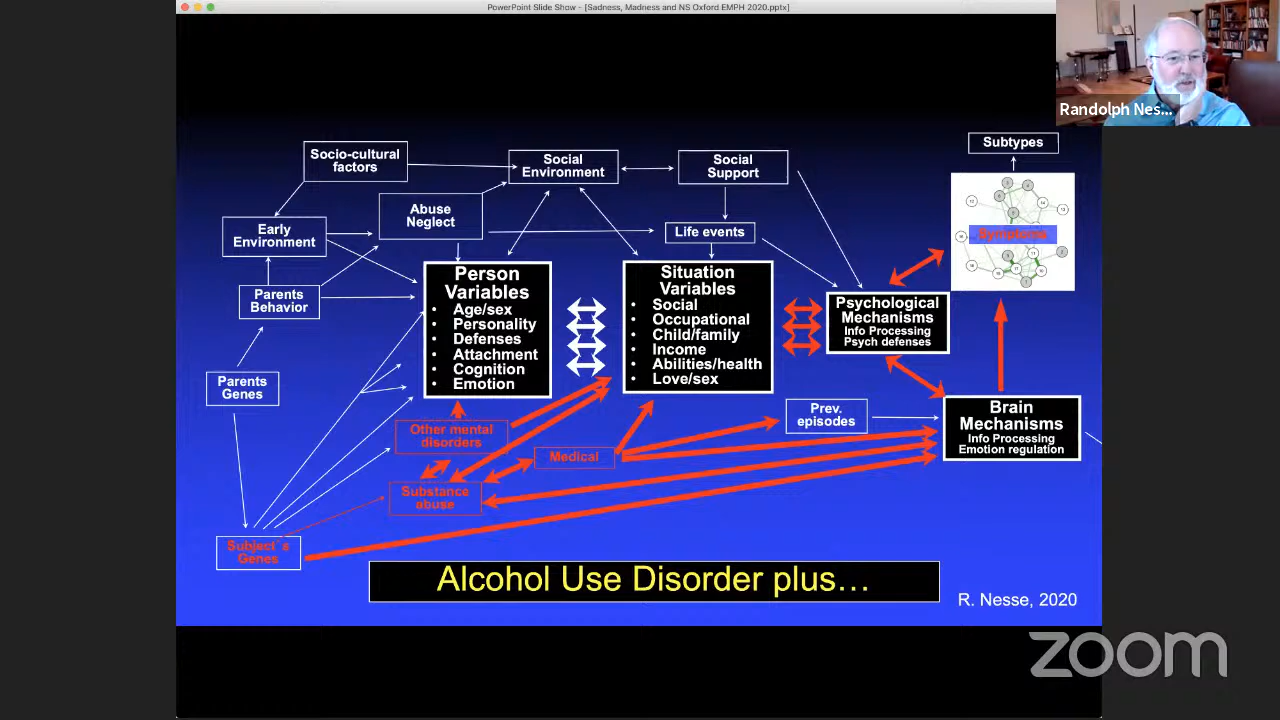 PowerPoint Slide Show - [Sadness, Madness and NS Oxford EMPH 2020.pptx]
Randolph Nes...
Subtypes
Socio-cultural
factors
Social
Environment
Social
Support
Abuse
Neglect
Early
Environment
Life events
Symptoms
Parents
Behavior
Person
Variables
• Age/sex
• Personality
• Defenses
• Attachment
• Cognition
• Emotion
Situation
Variables
• Social
• Occupational
• Child/family
• Income
• Abilities/health
• Love/sex
Psychological
Mechanisms
Info Processing
Psych defenses
Parents
Genes
Prev.
episodes
Brain
Mechanisms
Info Processing
Emotion regulation
Other mental
disorders
Medical
Substance
abuse
Subject`s
Genes
Alcohol Use Disorder plus…
R. Nesse, 2020
zoom